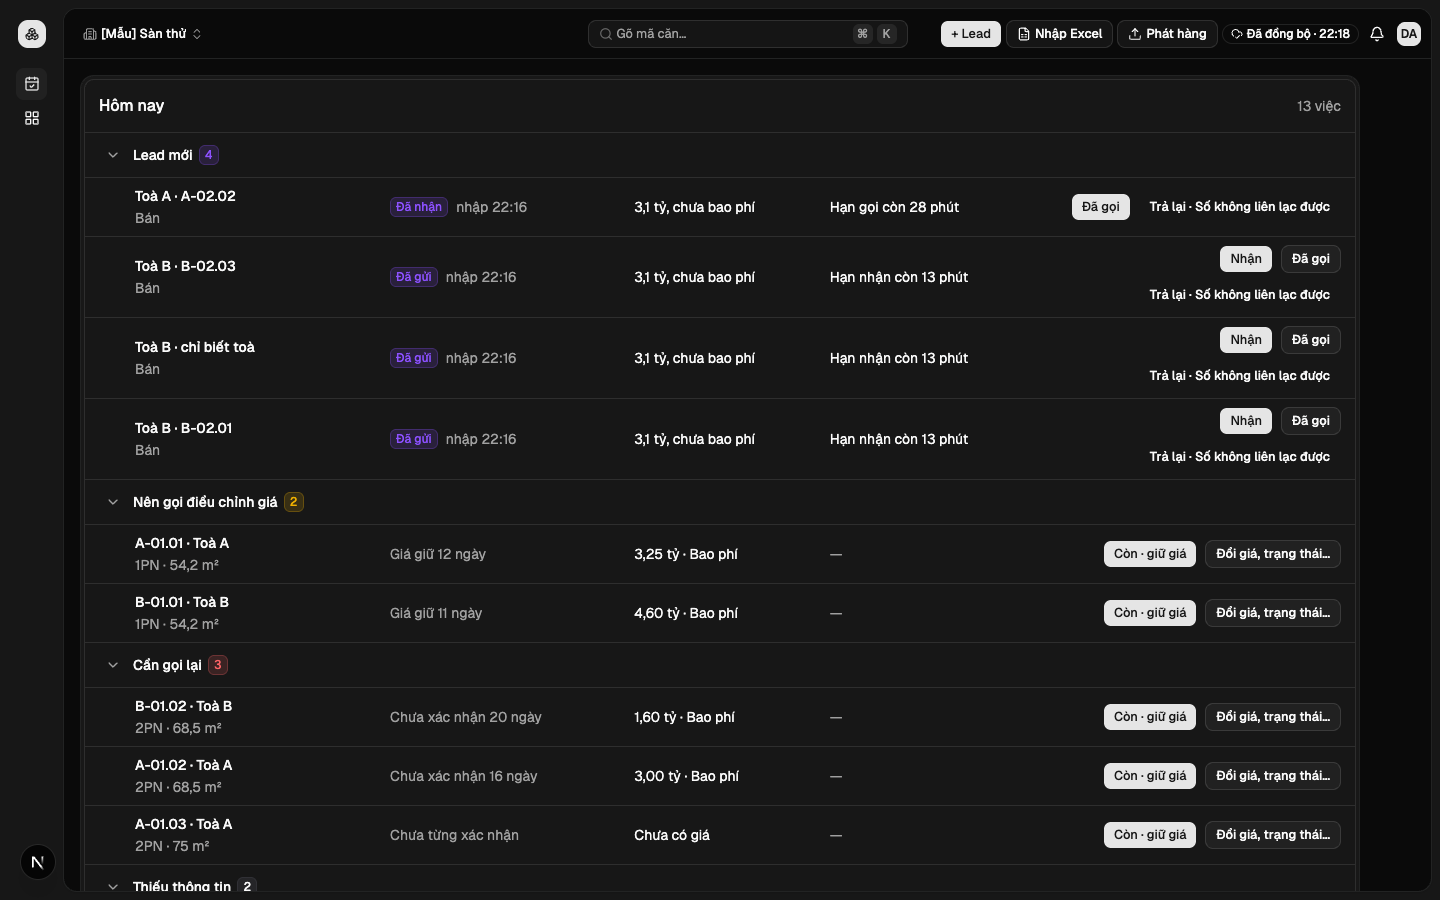 [Mẫu] Sàn thử
Gõ mã căn...
⌘ K
+ Lead
Nhập Excel
Phát hàng
Đã đồng bộ · 22:18
DA
Hôm nay
13 việc
Lead mới 4
Toà A · A-02.02
Bán
Đã nhận nhập 22:16
3,1 tỷ, chưa bao phí
Hạn gọi còn 28 phút
Đã gọi
Trả lại · Số không liên lạc được
Toà B · B-02.03
Bán
Đã gửi nhập 22:16
3,1 tỷ, chưa bao phí
Hạn nhận còn 13 phút
Nhận
Đã gọi
Trả lại · Số không liên lạc được
Toà B · chỉ biết toà
Bán
Đã gửi nhập 22:16
3,1 tỷ, chưa bao phí
Hạn nhận còn 13 phút
Nhận
Đã gọi
Trả lại · Số không liên lạc được
Toà B · B-02.01
Bán
Đã gửi nhập 22:16
3,1 tỷ, chưa bao phí
Hạn nhận còn 13 phút
Nhận
Đã gọi
Trả lại · Số không liên lạc được
Nên gọi điều chỉnh giá 2
A-01.01 · Toà A
1PN · 54,2 m²
Giá giữ 12 ngày
3,25 tỷ · Bao phí
—
Còn · giữ giá
Đổi giá, trạng thái...
B-01.01 · Toà B
1PN · 54,2 m²
Giá giữ 11 ngày
4,60 tỷ · Bao phí
—
Còn · giữ giá
Đổi giá, trạng thái...
Cần gọi lại 3
B-01.02 · Toà B
2PN · 68,5 m²
Chưa xác nhận 20 ngày
1,60 tỷ · Bao phí
—
Còn · giữ giá
Đổi giá, trạng thái...
A-01.02 · Toà A
2PN · 68,5 m²
Chưa xác nhận 16 ngày
3,00 tỷ · Bao phí
—
Còn · giữ giá
Đổi giá, trạng thái...
A-01.03 · Toà A
2PN · 75 m²
Chưa từng xác nhận
Chưa có giá
—
Còn · giữ giá
Đổi giá, trạng thái...
Thiếu thông tin 2
N